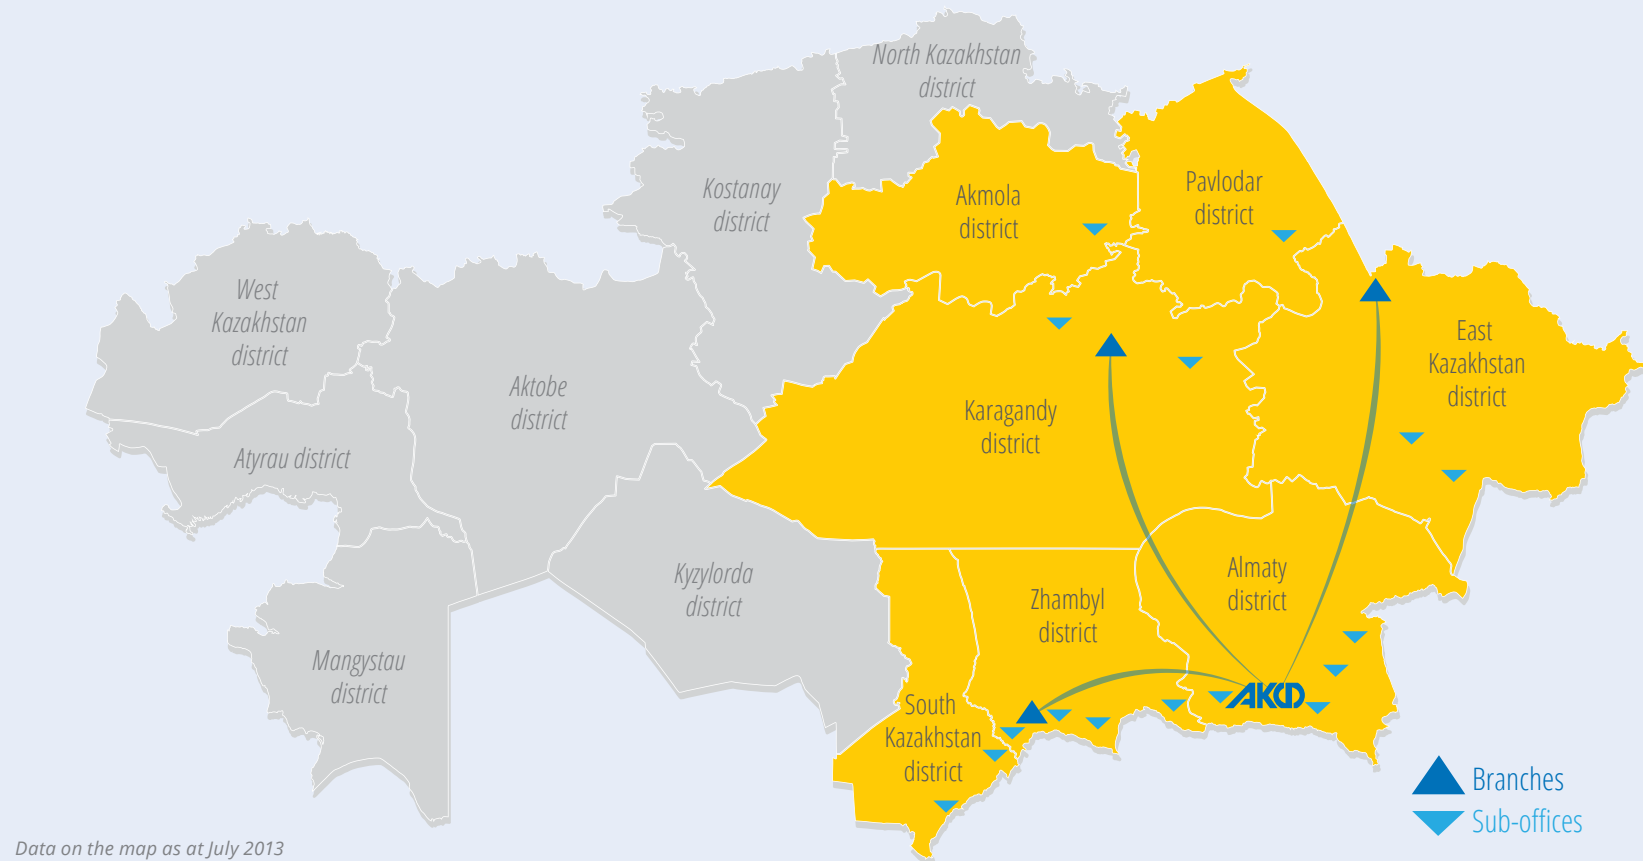 North Kazakhstan
district
Kostanay
district
Akmola
district
Pavlodar
district
West
Kazakhstan
district
Aktobe
district
Atyrau district
Karagandy
district
East
Kazakhstan
district
Mangystau
district
Kyzylorda
district
Zhambyl
district
Almaty
district
South
Kazakhstan
district
AKCD
Branches
Sub-offices
Data on the map as at July 2013